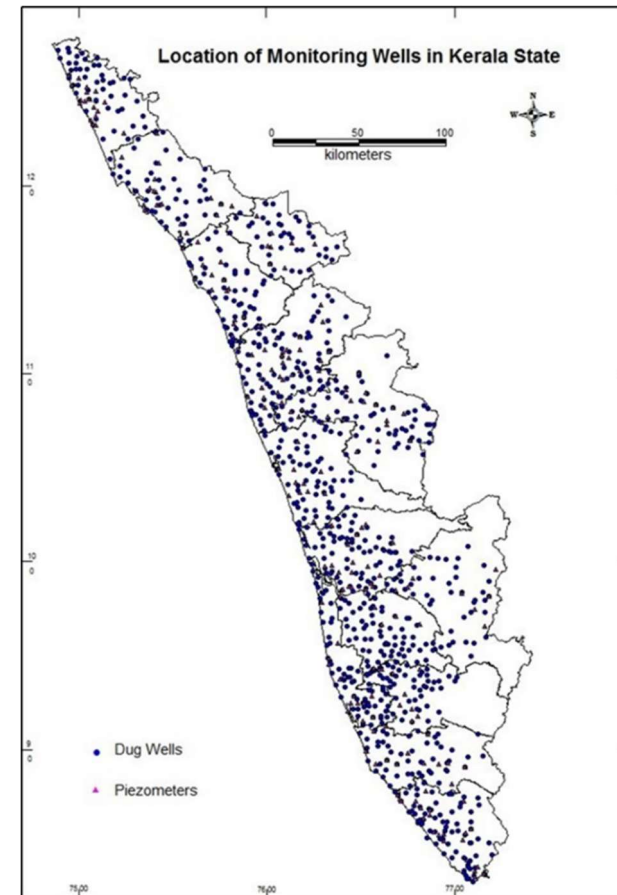 Location of Monitoring Wells in Kerala State
N
W E
S
0 50 100
kilometers
12
0
11
0
10
0
9
0
Dug Wells
Piezometers
75:00 76:00 77:00